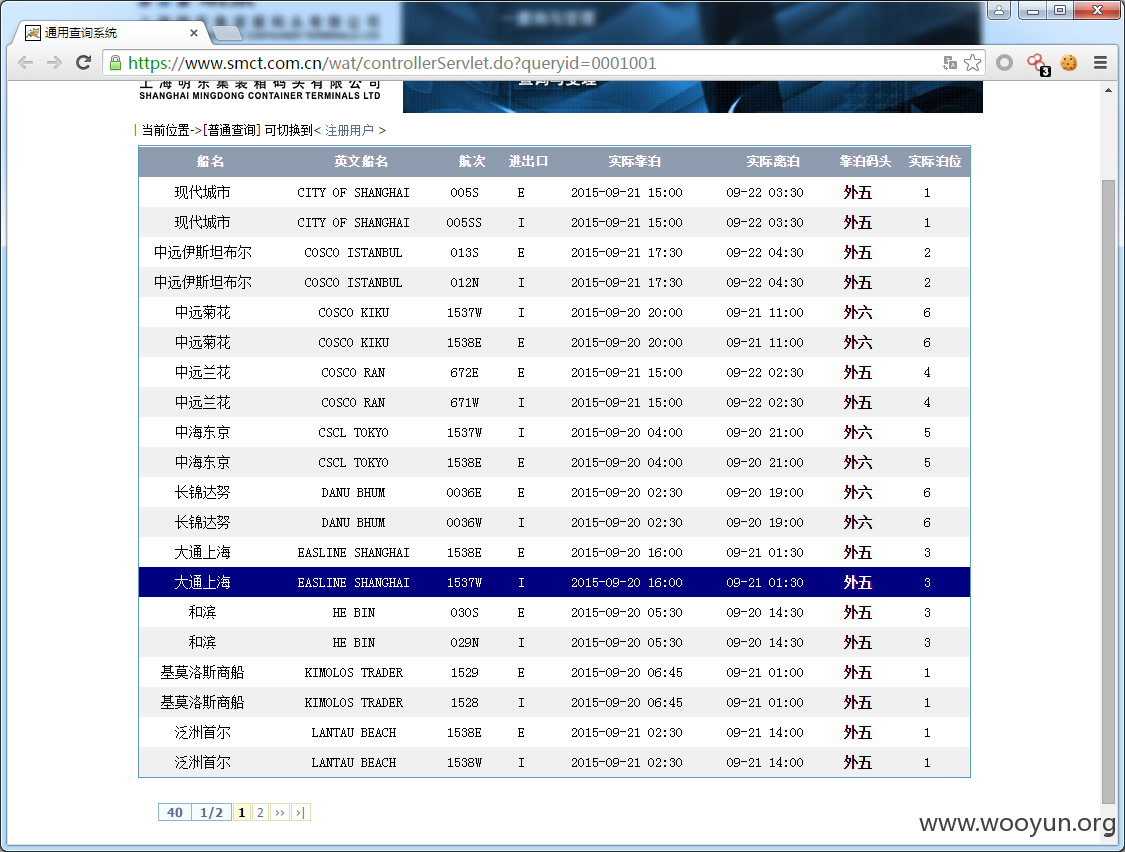 通用查询系统
https://www.smct.com.cn/wat/controllerServlet.do?queryid=0001001
3
上海明东集装箱码头有限公司
SHANGHAI MINGDONG CONTAINER TERMINALS LTD
查询与受理
当前位置->[普通查询] 可切换到< 注册用户 >
船名 英文船名 航次 进出口 实际靠泊 实际离泊 靠泊码头 实际泊位
现代城市 CITY OF SHANGHAI 005S E 2015-09-21 15:00 09-22 03:30 外五 1
现代城市 CITY OF SHANGHAI 005SS I 2015-09-21 15:00 09-22 03:30 外五 1
中远伊斯坦布尔 COSCO ISTANBUL 013S E 2015-09-21 17:30 09-22 04:30 外五 2
中远伊斯坦布尔 COSCO ISTANBUL 012N I 2015-09-21 17:30 09-22 04:30 外五 2
中远菊花 COSCO KIKU 1537W I 2015-09-20 20:00 09-21 11:00 外六 6
中远菊花 COSCO KIKU 1538E E 2015-09-20 20:00 09-21 11:00 外六 6
中远兰花 COSCO RAN 672E E 2015-09-21 15:00 09-22 02:30 外五 4
中远兰花 COSCO RAN 671W I 2015-09-21 15:00 09-22 02:30 外五 4
中海东京 CSCL TOKYO 1537W I 2015-09-20 04:00 09-20 21:00 外六 5
中海东京 CSCL TOKYO 1538E E 2015-09-20 04:00 09-20 21:00 外六 5
长锦达努 DANU BHUM 0036E E 2015-09-20 02:30 09-20 19:00 外六 6
长锦达努 DANU BHUM 0036W I 2015-09-20 02:30 09-20 19:00 外六 6
大通上海 EASLINE SHANGHAI 1538E E 2015-09-20 16:00 09-21 01:30 外五 3
大通上海 EASLINE SHANGHAI 1537W I 2015-09-20 16:00 09-21 01:30 外五 3
和滨 HE BIN 030S E 2015-09-20 05:30 09-20 14:30 外五 3
和滨 HE BIN 029N I 2015-09-20 05:30 09-20 14:30 外五 3
基莫洛斯商船 KIMOLOS TRADER 1529 E 2015-09-20 06:45 09-21 01:00 外五 1
基莫洛斯商船 KIMOLOS TRADER 1528 I 2015-09-20 06:45 09-21 01:00 外五 1
泛洲首尔 LANTAU BEACH 1538E E 2015-09-21 02:30 09-21 14:00 外五 1
泛洲首尔 LANTAU BEACH 1538W I 2015-09-21 02:30 09-21 14:00 外五 1
40 1/2 1 2 ›› ›|
www.wooyun.org